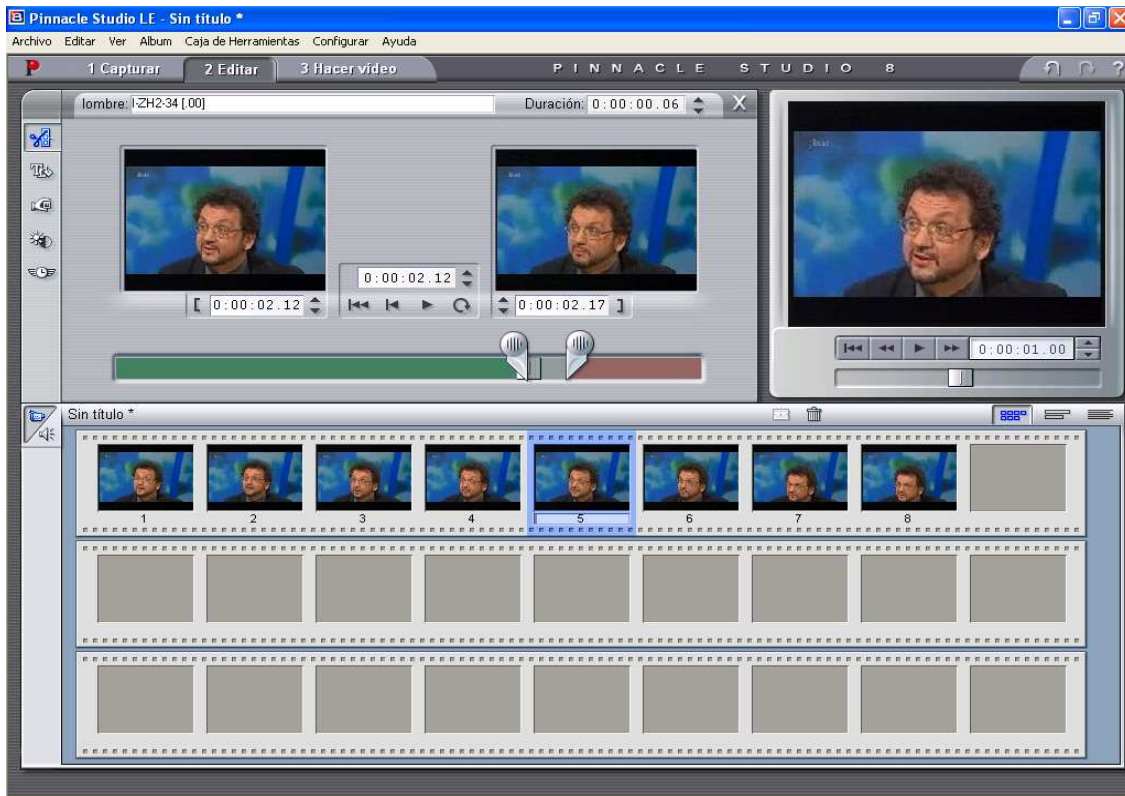 Pinnacle Studio LE - Sin título *
Archivo Editar Ver Album Caja de Herramientas Configurar Ayuda
1 Capturar 2 Editar 3 Hacer vídeo PINNACLE STUDIO 8
lombre: I-ZH2-34 [.00] Duración: 0:00:00.06 X
0:00:02.12
[ 0:00:02.12 0:00:02.17 ]
0:00:01.00
Sin título *
1 2 3 4 5 6 7 8